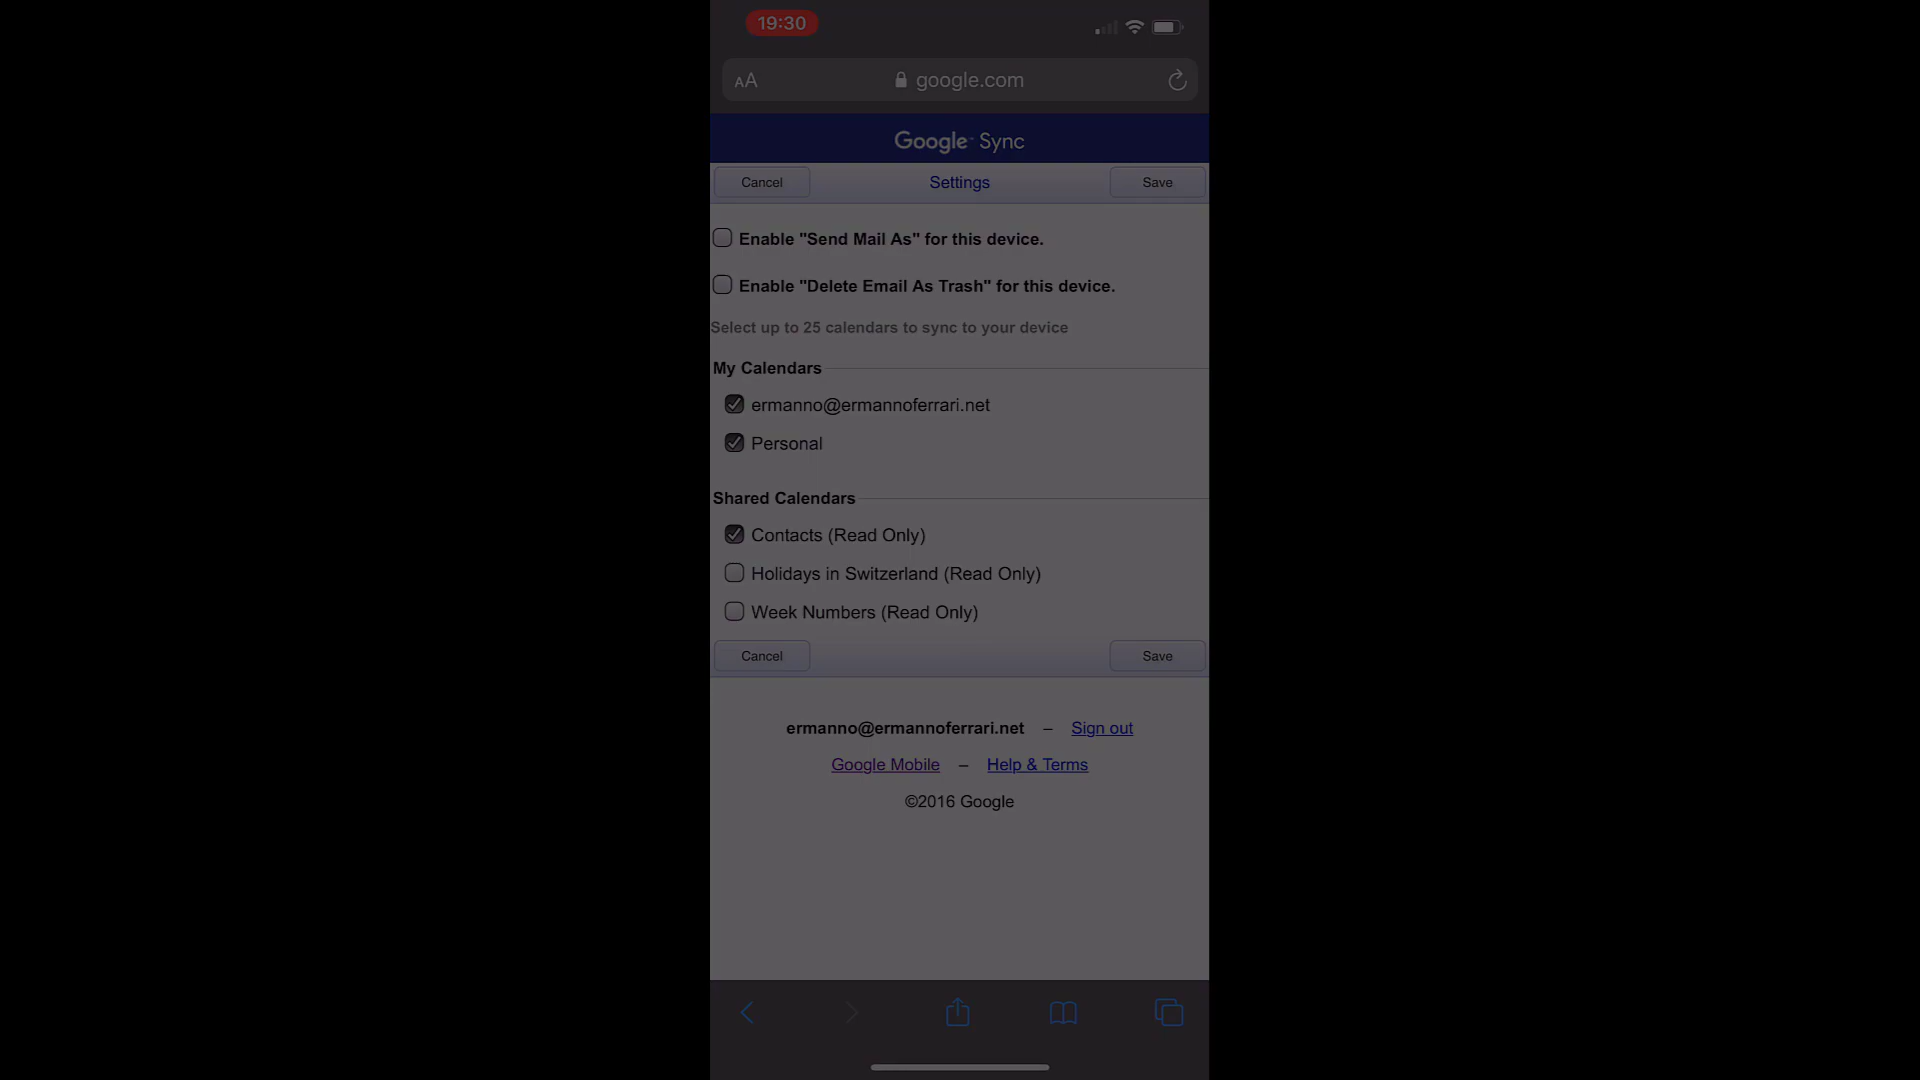 19:30
AA google.com
Google™ Sync
Cancel Settings Save
Enable "Send Mail As" for this device.
Enable "Delete Email As Trash" for this device.
Select up to 25 calendars to sync to your device
My Calendars
ermanno@ermannoferrari.net
Personal
Shared Calendars
Contacts (Read Only)
Holidays in Switzerland (Read Only)
Week Numbers (Read Only)
Cancel Save
ermanno@ermannoferrari.net – Sign out
Google Mobile – Help & Terms
©2016 Google